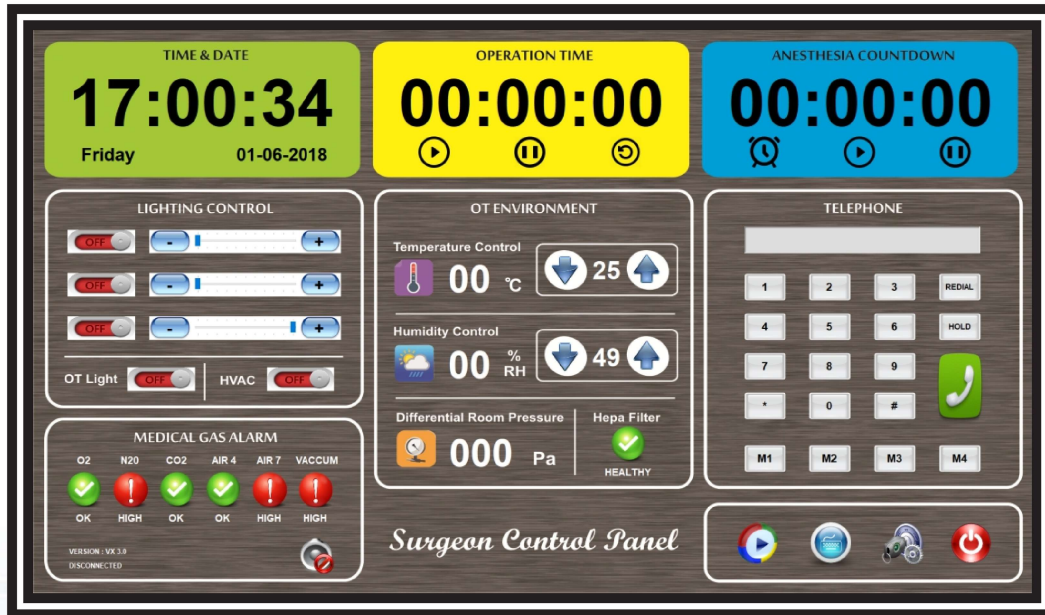 TIME & DATE
17:00:34
Friday 01-06-2018
OPERATION TIME
00:00:00
ANESTHESIA COUNTDOWN
00:00:00
LIGHTING CONTROL
OFF - +
OFF - +
OFF - +
OT Light OFF HVAC OFF
MEDICAL GAS ALARM
O2 N20 CO2 AIR 4 AIR 7 VACCUM
OK HIGH OK OK HIGH HIGH
VERSION : VX 3.0
DISCONNECTED
OT ENVIRONMENT
Temperature Control
00 °C 25
Humidity Control
00 % RH 49
Differential Room Pressure
000 Pa
Hepa Filter
HEALTHY
Surgeon Control Panel
TELEPHONE
1 2 3 REDIAL
4 5 6 HOLD
7 8 9
* 0 #
M1 M2 M3 M4